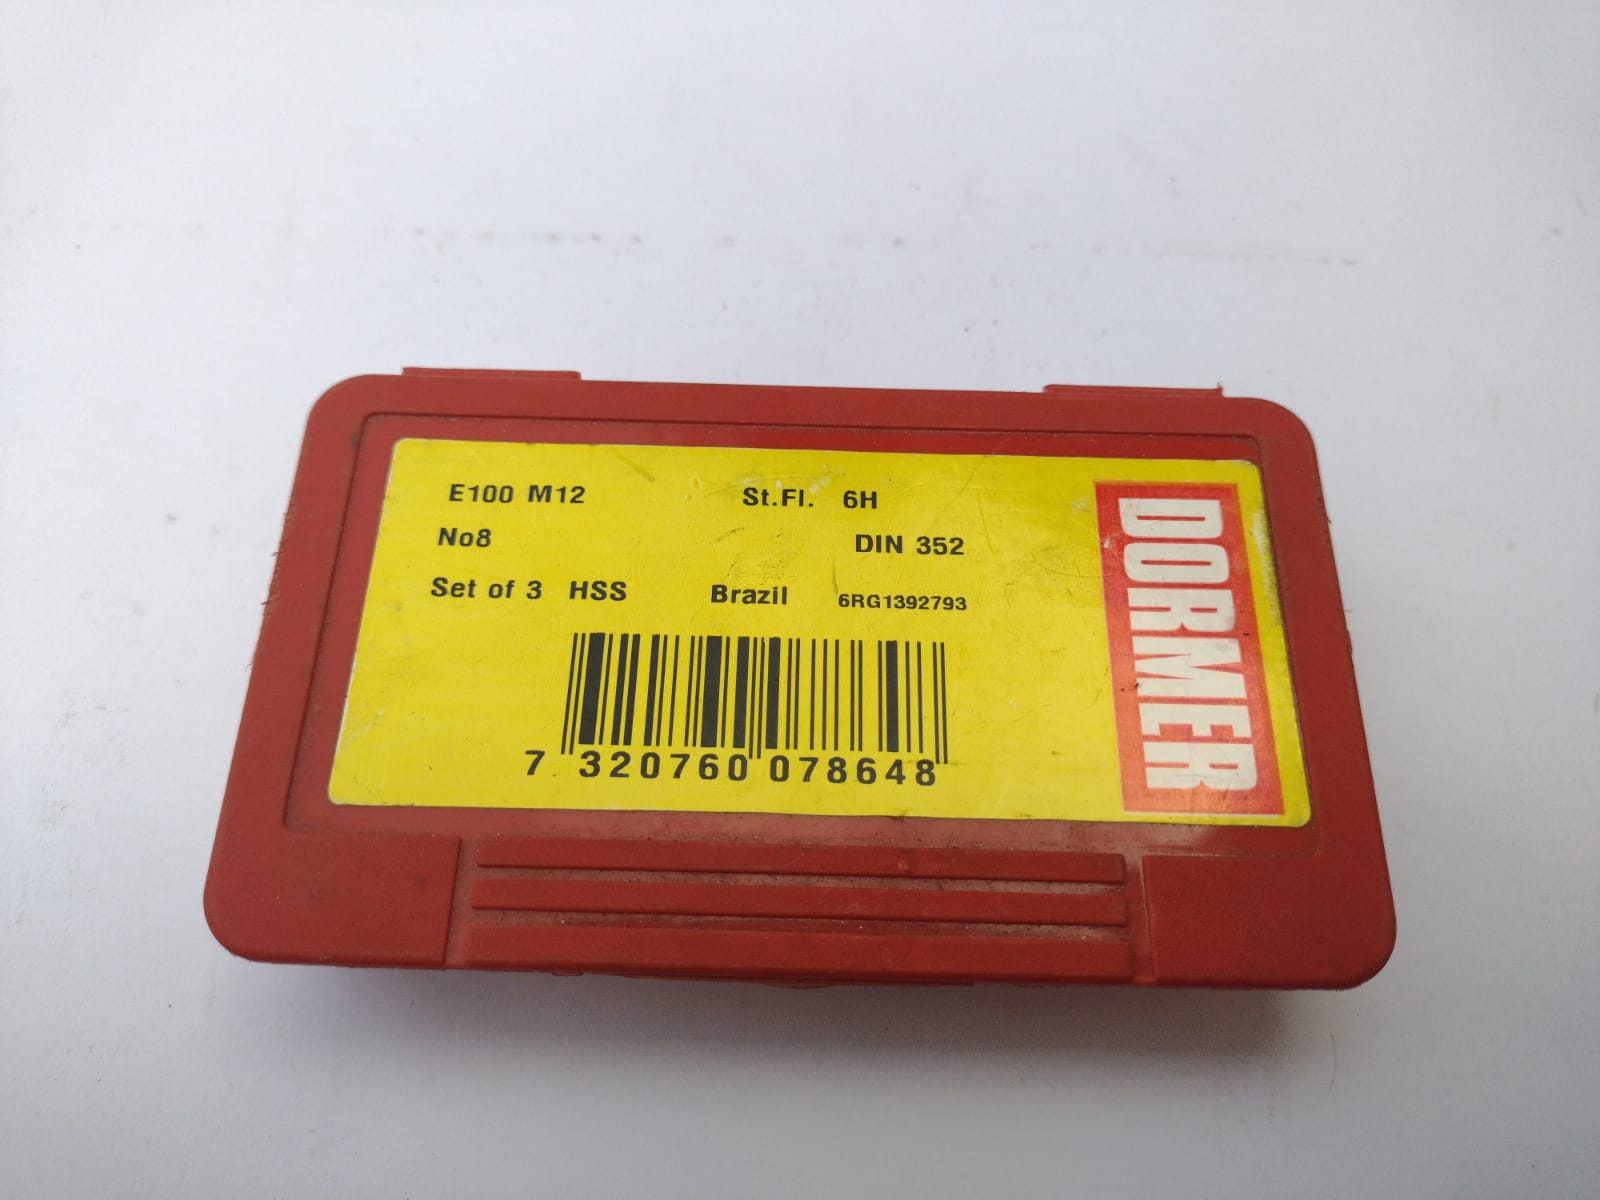 E100 M12 St.Fl. 6H
No8 DIN 352
Set of 3 HSS Brazil 6RG1392793
7 320760 078648
DORMER